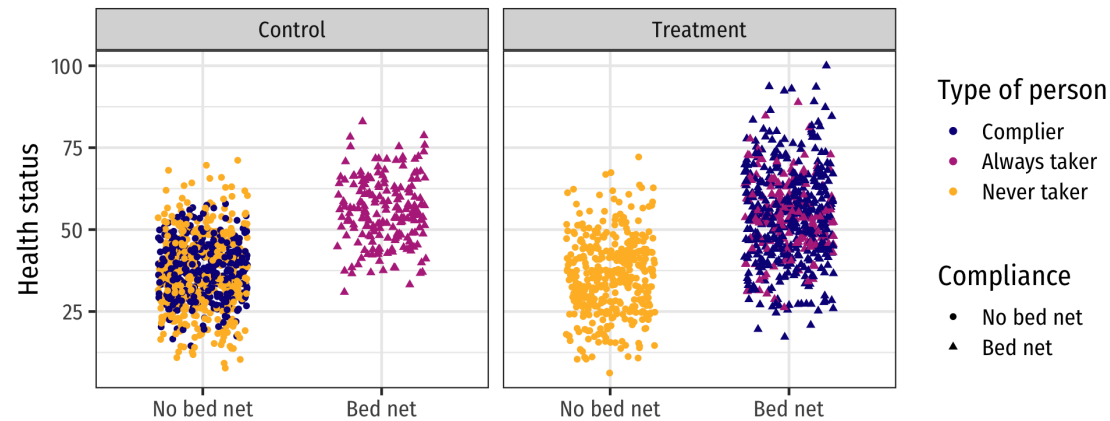 Control
Treatment
Health status
100
75
50
25
No bed net
Bed net
No bed net
Bed net
Type of person
Complier
Always taker
Never taker
Compliance
No bed net
Bed net